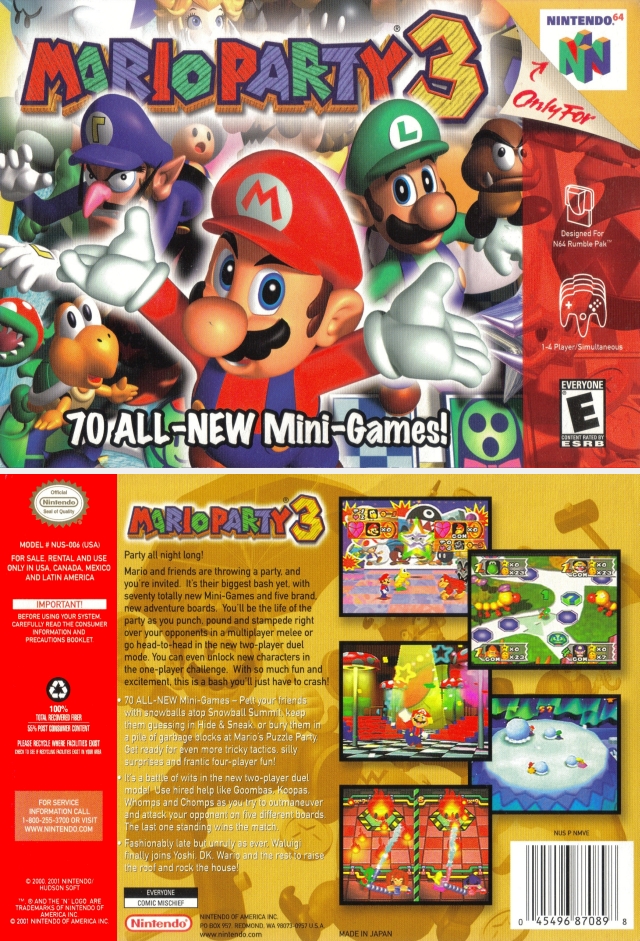 MARIO PARTY 3
NINTENDO 64
N
Only For
Designed For
N64 Rumble Pak™
1-4 Player/Simultaneous
EVERYONE
E
CONTENT RATED BY
ESRB
70 ALL-NEW Mini-Games!
Official
Nintendo
Seal of Quality
MODEL # NUS-006 (USA)
FOR SALE, RENTAL AND USE
ONLY IN USA, CANADA, MEXICO
AND LATIN AMERICA
IMPORTANT!
BEFORE USING YOUR SYSTEM,
CAREFULLY READ THE CONSUMER
INFORMATION AND
PRECAUTIONS BOOKLET.
100%
TOTAL RECOVERED FIBER
55% POST CONSUMER CONTENT
PLEASE RECYCLE WHERE FACILITIES EXIST
FOR SERVICE
INFORMATION CALL
1-800-255-3700 OR VISIT
WWW.NINTENDO.COM
© 2000, 2001 NINTENDO/
HUDSON SOFT
™, ® AND THE "N" LOGO ARE
TRADEMARKS OF NINTENDO OF
AMERICA INC.
© 2001 NINTENDO OF AMERICA INC.
MARIO PARTY 3
Party all night long!
Mario and friends are throwing a party, and
you're invited. It's their biggest bash yet, with
seventy totally new Mini-Games and five brand,
new adventure boards. You'll be the life of the
party as you punch, pound and stampede right
over your opponents in a multiplayer melee or
go head-to-head in the new two-player duel
mode. You can even unlock new characters in
the one-player challenge. With so much fun and
excitement, this is a bash you'll just have to crash!
• 70 ALL-NEW Mini-Games – Pelt your friends
with snowballs atop Snowball Summit, keep
them guessing in Hide & Sneak, or bury them in
a pile of garbage blocks at Mario's Puzzle Party.
Get ready for even more tricky tactics, silly
surprises and frantic four-player fun!
• It's a battle of wits in the new two-player duel
mode! Use hired help like Goombas, Koopas,
Whomps and Chomps as you try to outmaneuver
and attack your opponent on five different boards.
The last one standing wins the match.
• Fashionably late but unruly as ever, Waluigi
finally joins Yoshi, DK, Wario and the rest to raise
the roof and rock the house!
EVERYONE
COMIC MISCHIEF
Nintendo
NINTENDO OF AMERICA INC.
PO BOX 957, REDMOND, WA 98073-0957 U.S.A.
www.nintendo.com
MADE IN JAPAN
NUS P NMVE
0 45496 87089 8